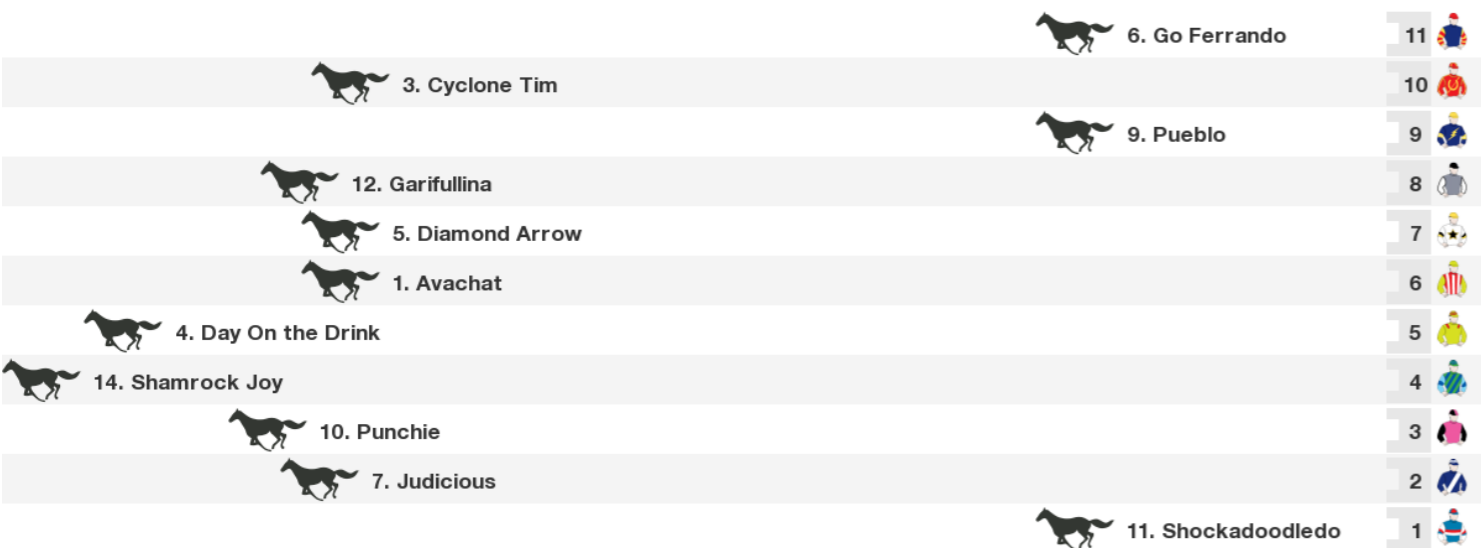 6. Go Ferrando 11
3. Cyclone Tim 10
9. Pueblo 9
12. Garifullina 8
5. Diamond Arrow 7
1. Avachat 6
4. Day On the Drink 5
14. Shamrock Joy 4
10. Punchie 3
7. Judicious 2
11. Shockadoodledo 1